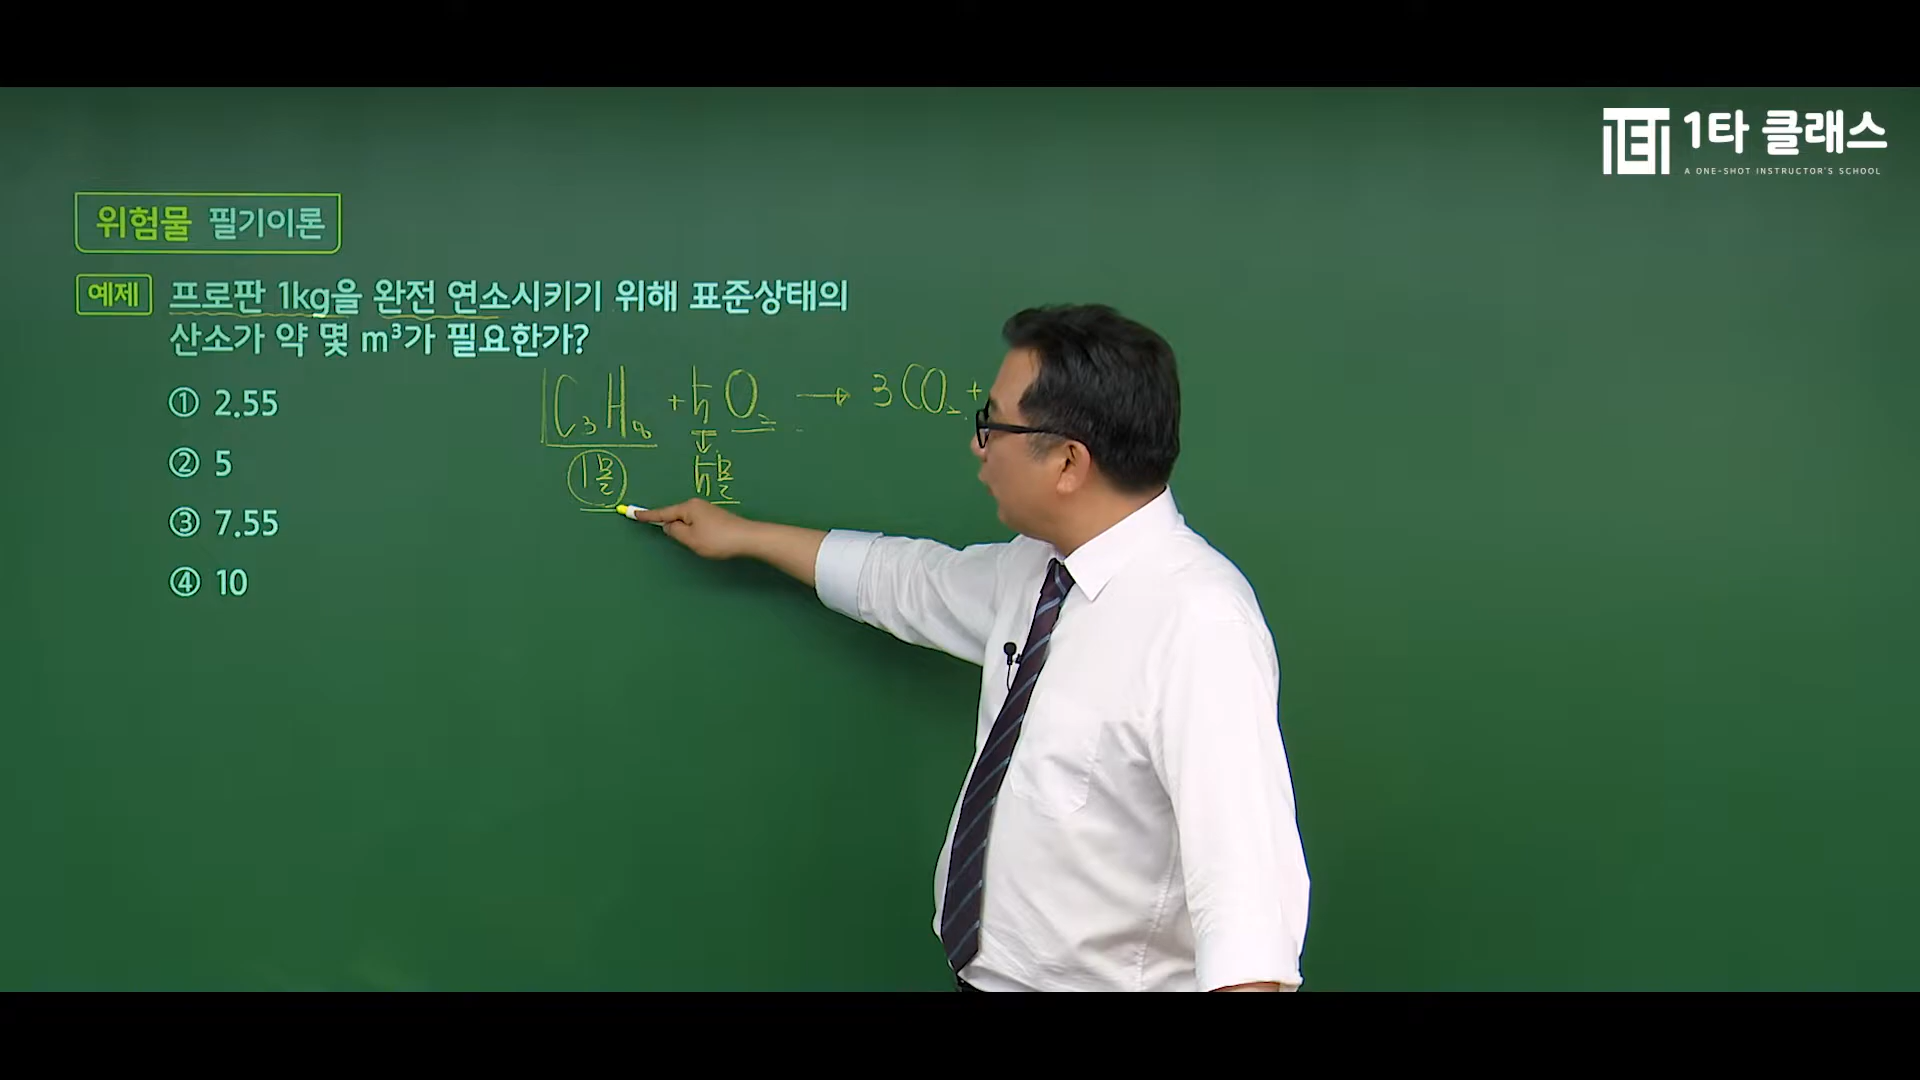 1타 클래스
A ONE-SHOT INSTRUCTOR'S SCHOOL
위험물 필기이론
예제 프로판 1kg을 완전 연소시키기 위해 표준상태의
산소가 약 몇 m³가 필요한가?
① 2.55
② 5
③ 7.55
④ 10
1C₃H₈ + 5O₂ → 3CO₂ +
1몰 5몰